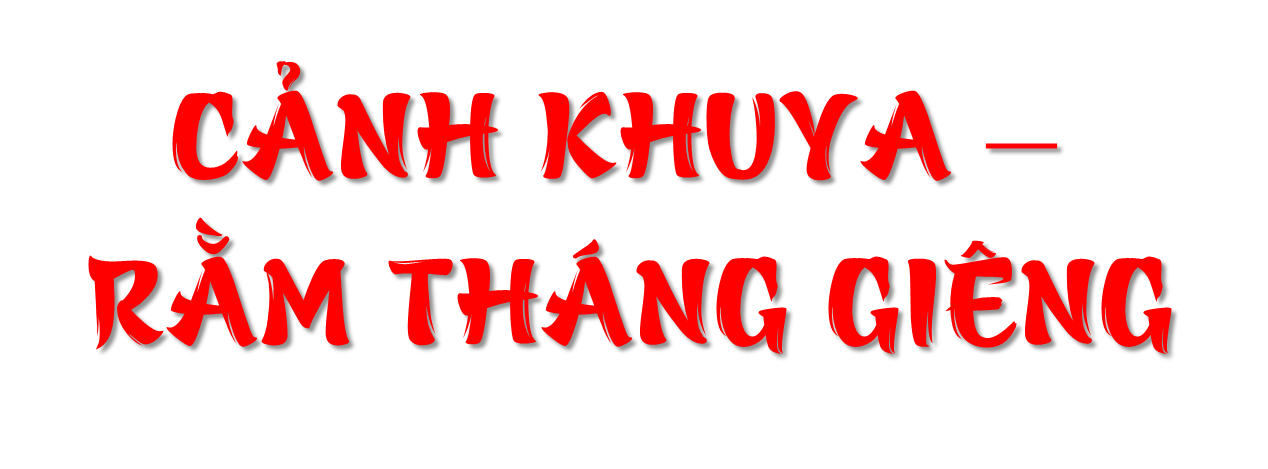 CẢNH KHUYA –
RẰM THÁNG GIÊNG